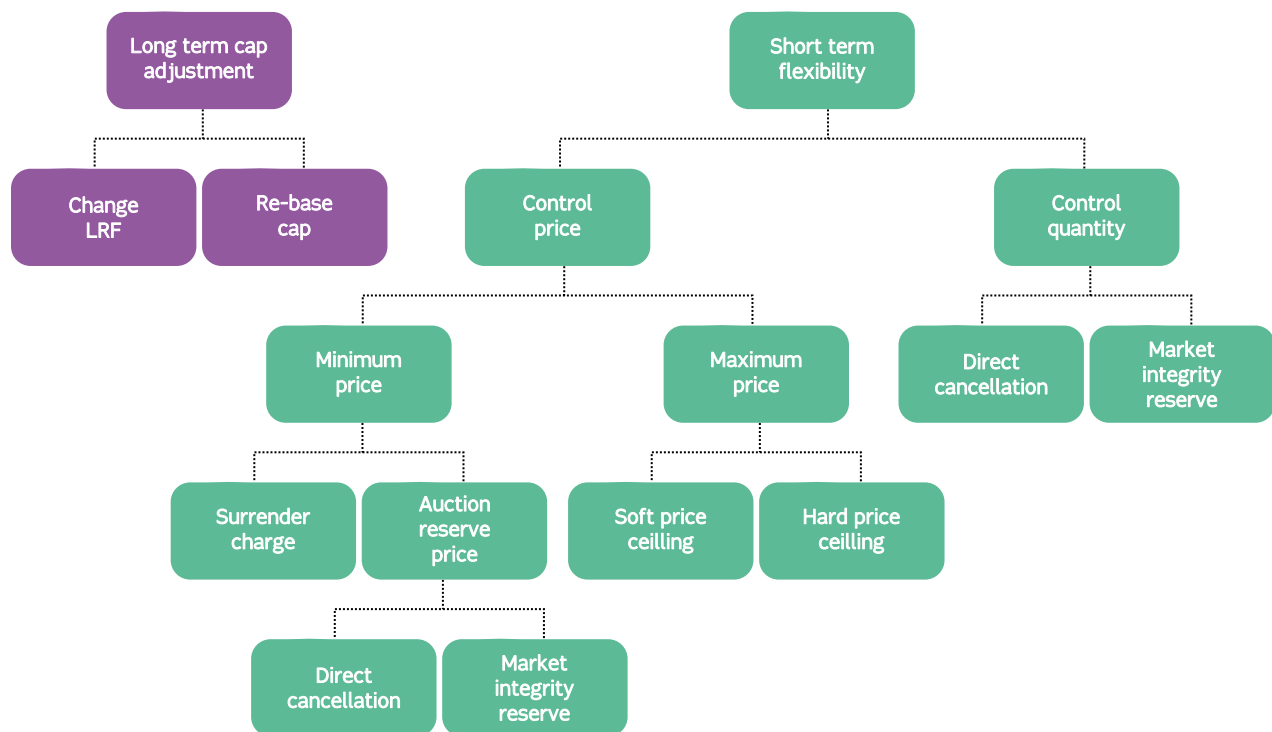 Long term cap
adjustment
Short term
flexibility
Change
LRF
Re-base
cap
Control
price
Control
quantity
Minimum
price
Maximum
price
Direct
cancellation
Market
integrity
reserve
Surrender
charge
Auction
reserve
price
Soft price
ceilling
Hard price
ceilling
Direct
cancellation
Market
integrity
reserve